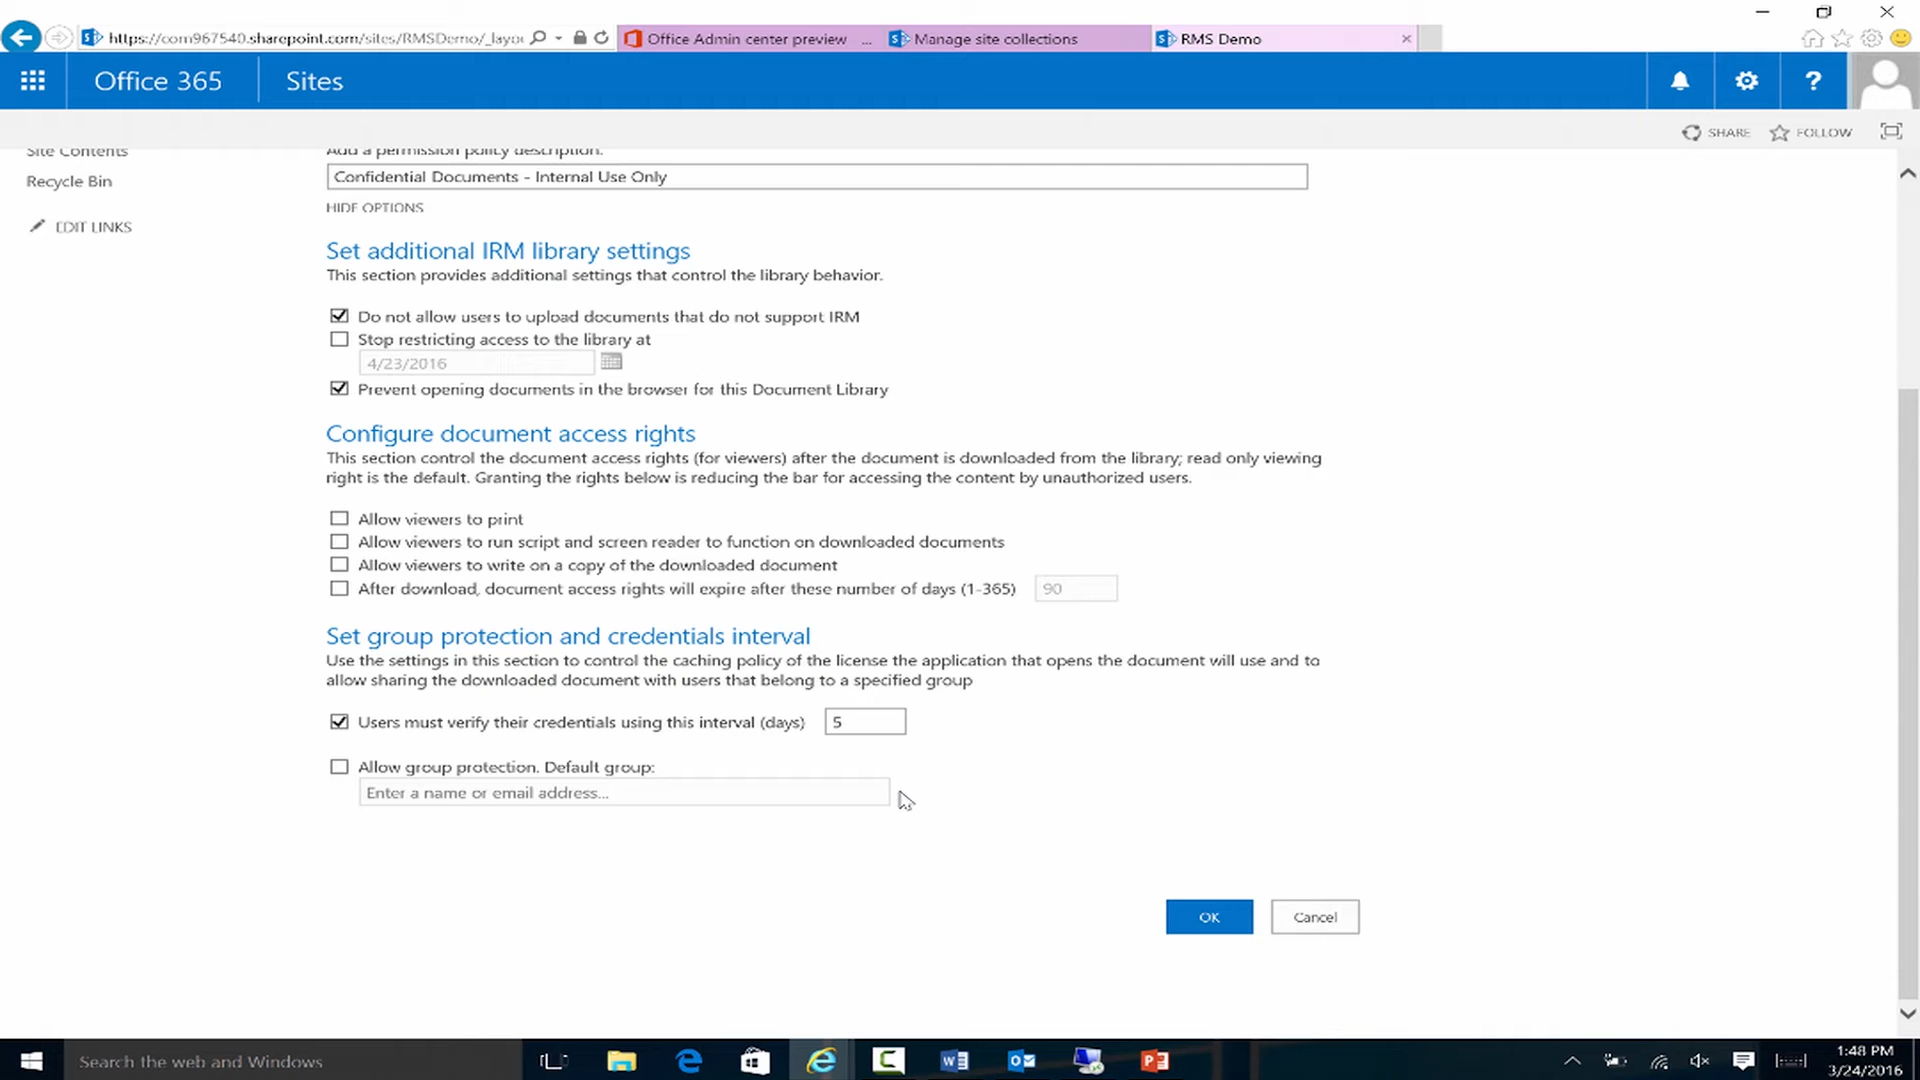 https://com967540.sharepoint.com/sites/RMSDemo/_layou
Office Admin center preview ...
Manage site collections
RMS Demo
Office 365
Sites
SHARE
FOLLOW
Site Contents
Recycle Bin
EDIT LINKS
Add a permission policy description:
Confidential Documents - Internal Use Only
HIDE OPTIONS
Set additional IRM library settings
This section provides additional settings that control the library behavior.
Do not allow users to upload documents that do not support IRM
Stop restricting access to the library at
4/23/2016
Prevent opening documents in the browser for this Document Library
Configure document access rights
This section control the document access rights (for viewers) after the document is downloaded from the library; read only viewing
right is the default. Granting the rights below is reducing the bar for accessing the content by unauthorized users.
Allow viewers to print
Allow viewers to run script and screen reader to function on downloaded documents
Allow viewers to write on a copy of the downloaded document
After download, document access rights will expire after these number of days (1-365) 90
Set group protection and credentials interval
Use the settings in this section to control the caching policy of the license the application that opens the document will use and to
allow sharing the downloaded document with users that belong to a specified group
Users must verify their credentials using this interval (days) 5
Allow group protection. Default group:
Enter a name or email address...
OK
Cancel
Search the web and Windows
1:48 PM
3/24/2016